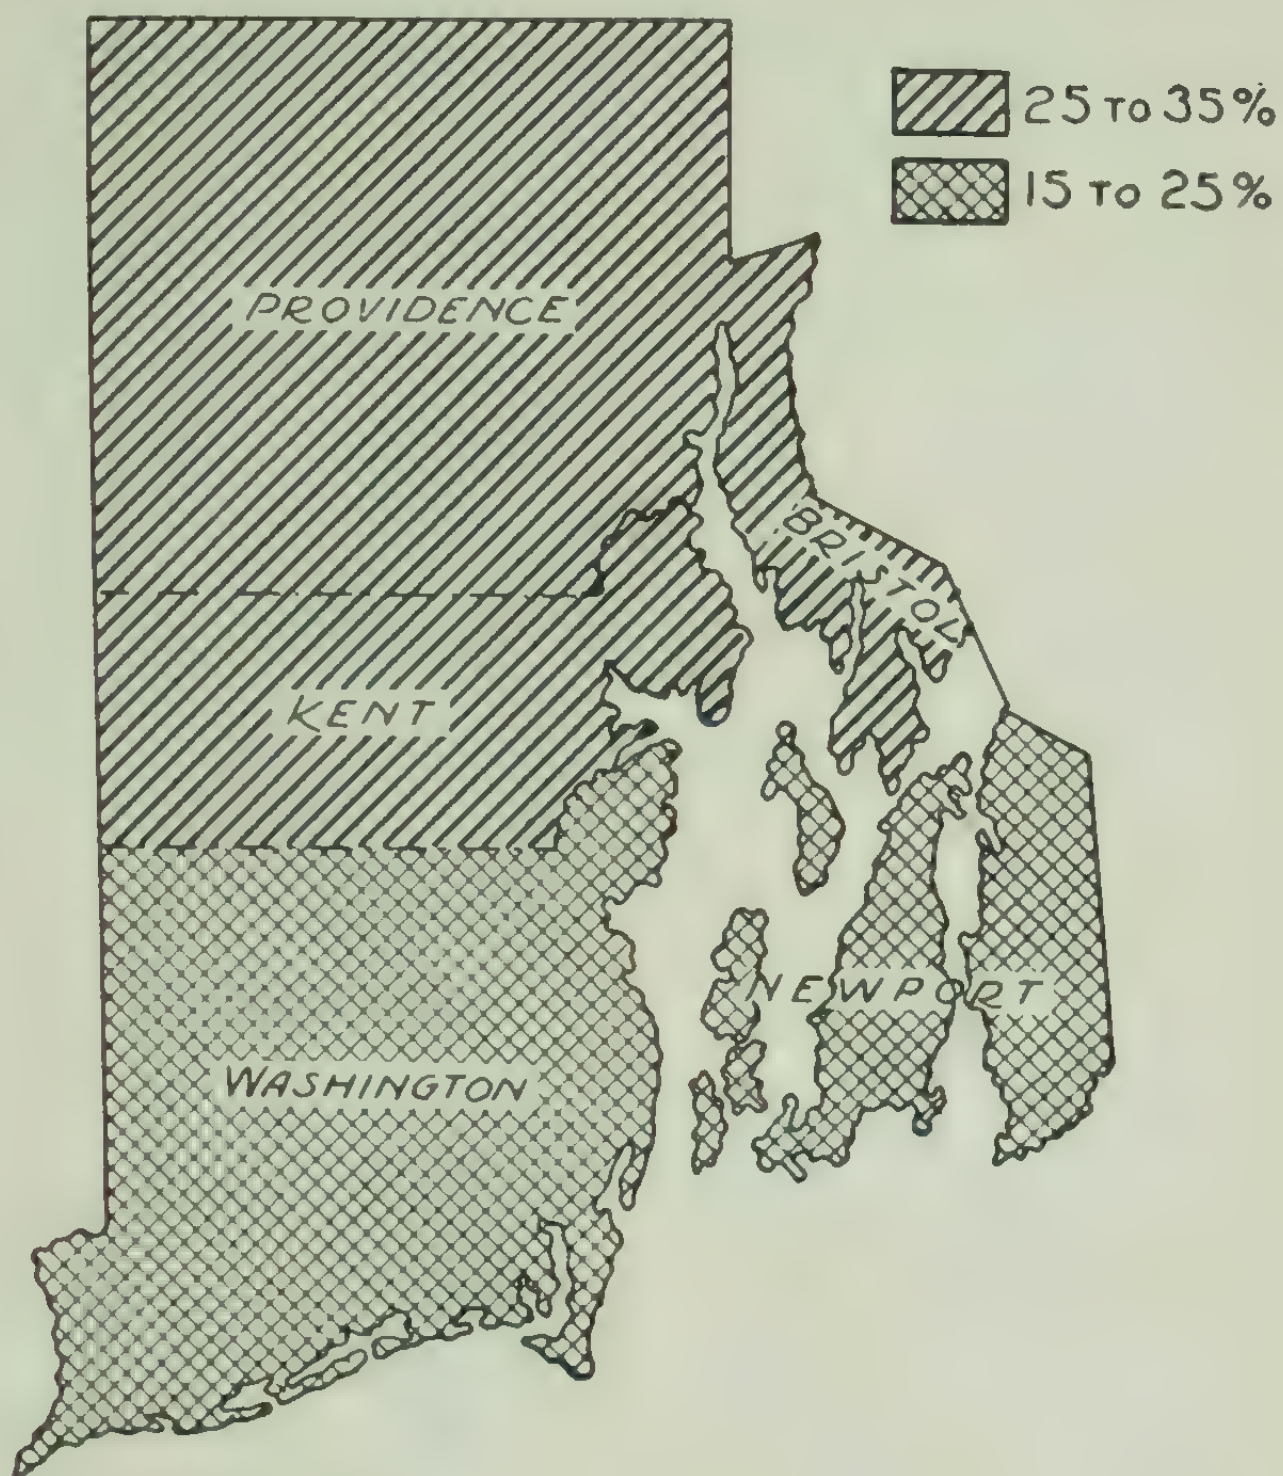 25 TO 35%
15 TO 25%
PROVIDENCE
BRISTOL
KENT
NEWPORT
WASHINGTON